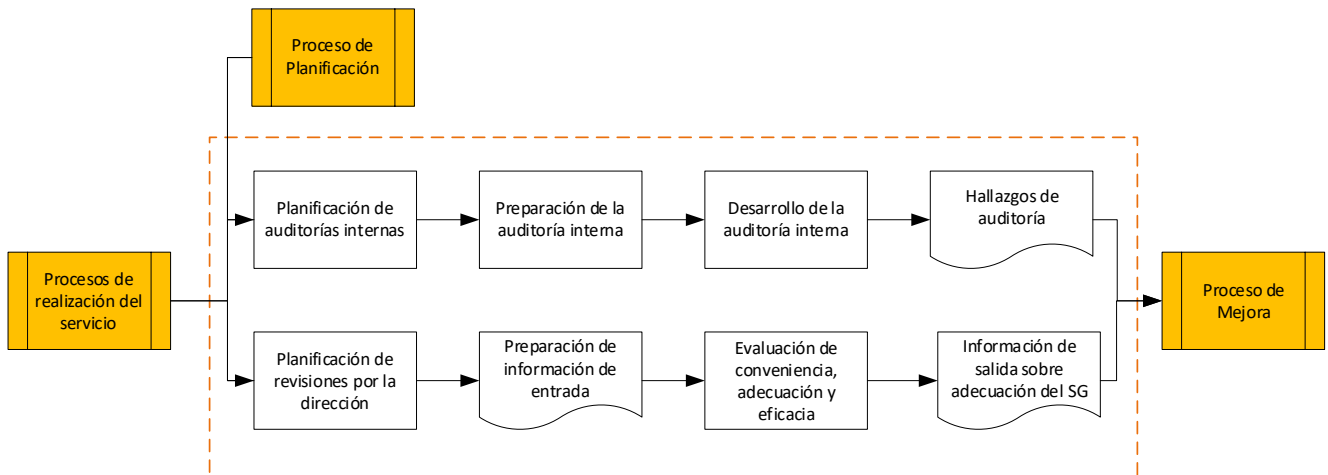 Proceso de
Planificación
Planificación de
auditorías internas
Preparación de la
auditoría interna
Desarrollo de la
auditoría interna
Hallazgos de
auditoría
Procesos de
realización del
servicio
Proceso de
Mejora
Planificación de
revisiones por la
dirección
Preparación de
información de
entrada
Evaluación de
conveniencia,
adecuación y
eficacia
Información de
salida sobre
adecuación del SG